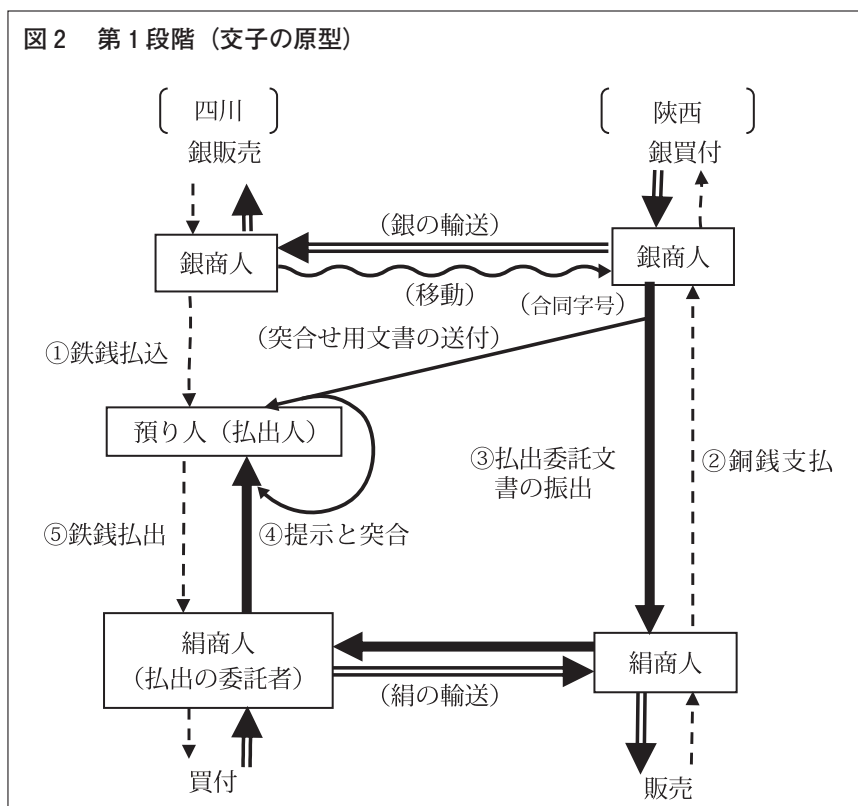 図2 第1段階（交子の原型）
〔 四川 〕
〔 陝西 〕
銀販売
銀買付
銀商人
（銀の輸送）
銀商人
（移動）
（合同字号）
（突合せ用文書の送付）
①鉄銭払込
預り人（払出人）
③払出委託文
書の振出
②銅銭支払
⑤鉄銭払出
④提示と突合
絹商人
（払出の委託者）
絹商人
（絹の輸送）
買付
販売